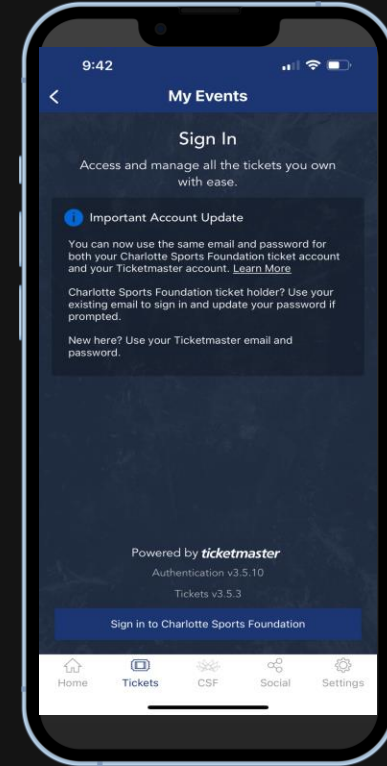 9:42
My Events
Sign In
Access and manage all the tickets you own
with ease.
Important Account Update
You can now use the same email and password for
both your Charlotte Sports Foundation ticket account
and your Ticketmaster account. Learn More
Charlotte Sports Foundation ticket holder? Use your
existing email to sign in and update your password if
prompted.
New here? Use your Ticketmaster email and
password.
Powered by ticketmaster
Authentication v3.5.10
Tickets v3.5.3
Sign in to Charlotte Sports Foundation
Home Tickets CSF Social Settings